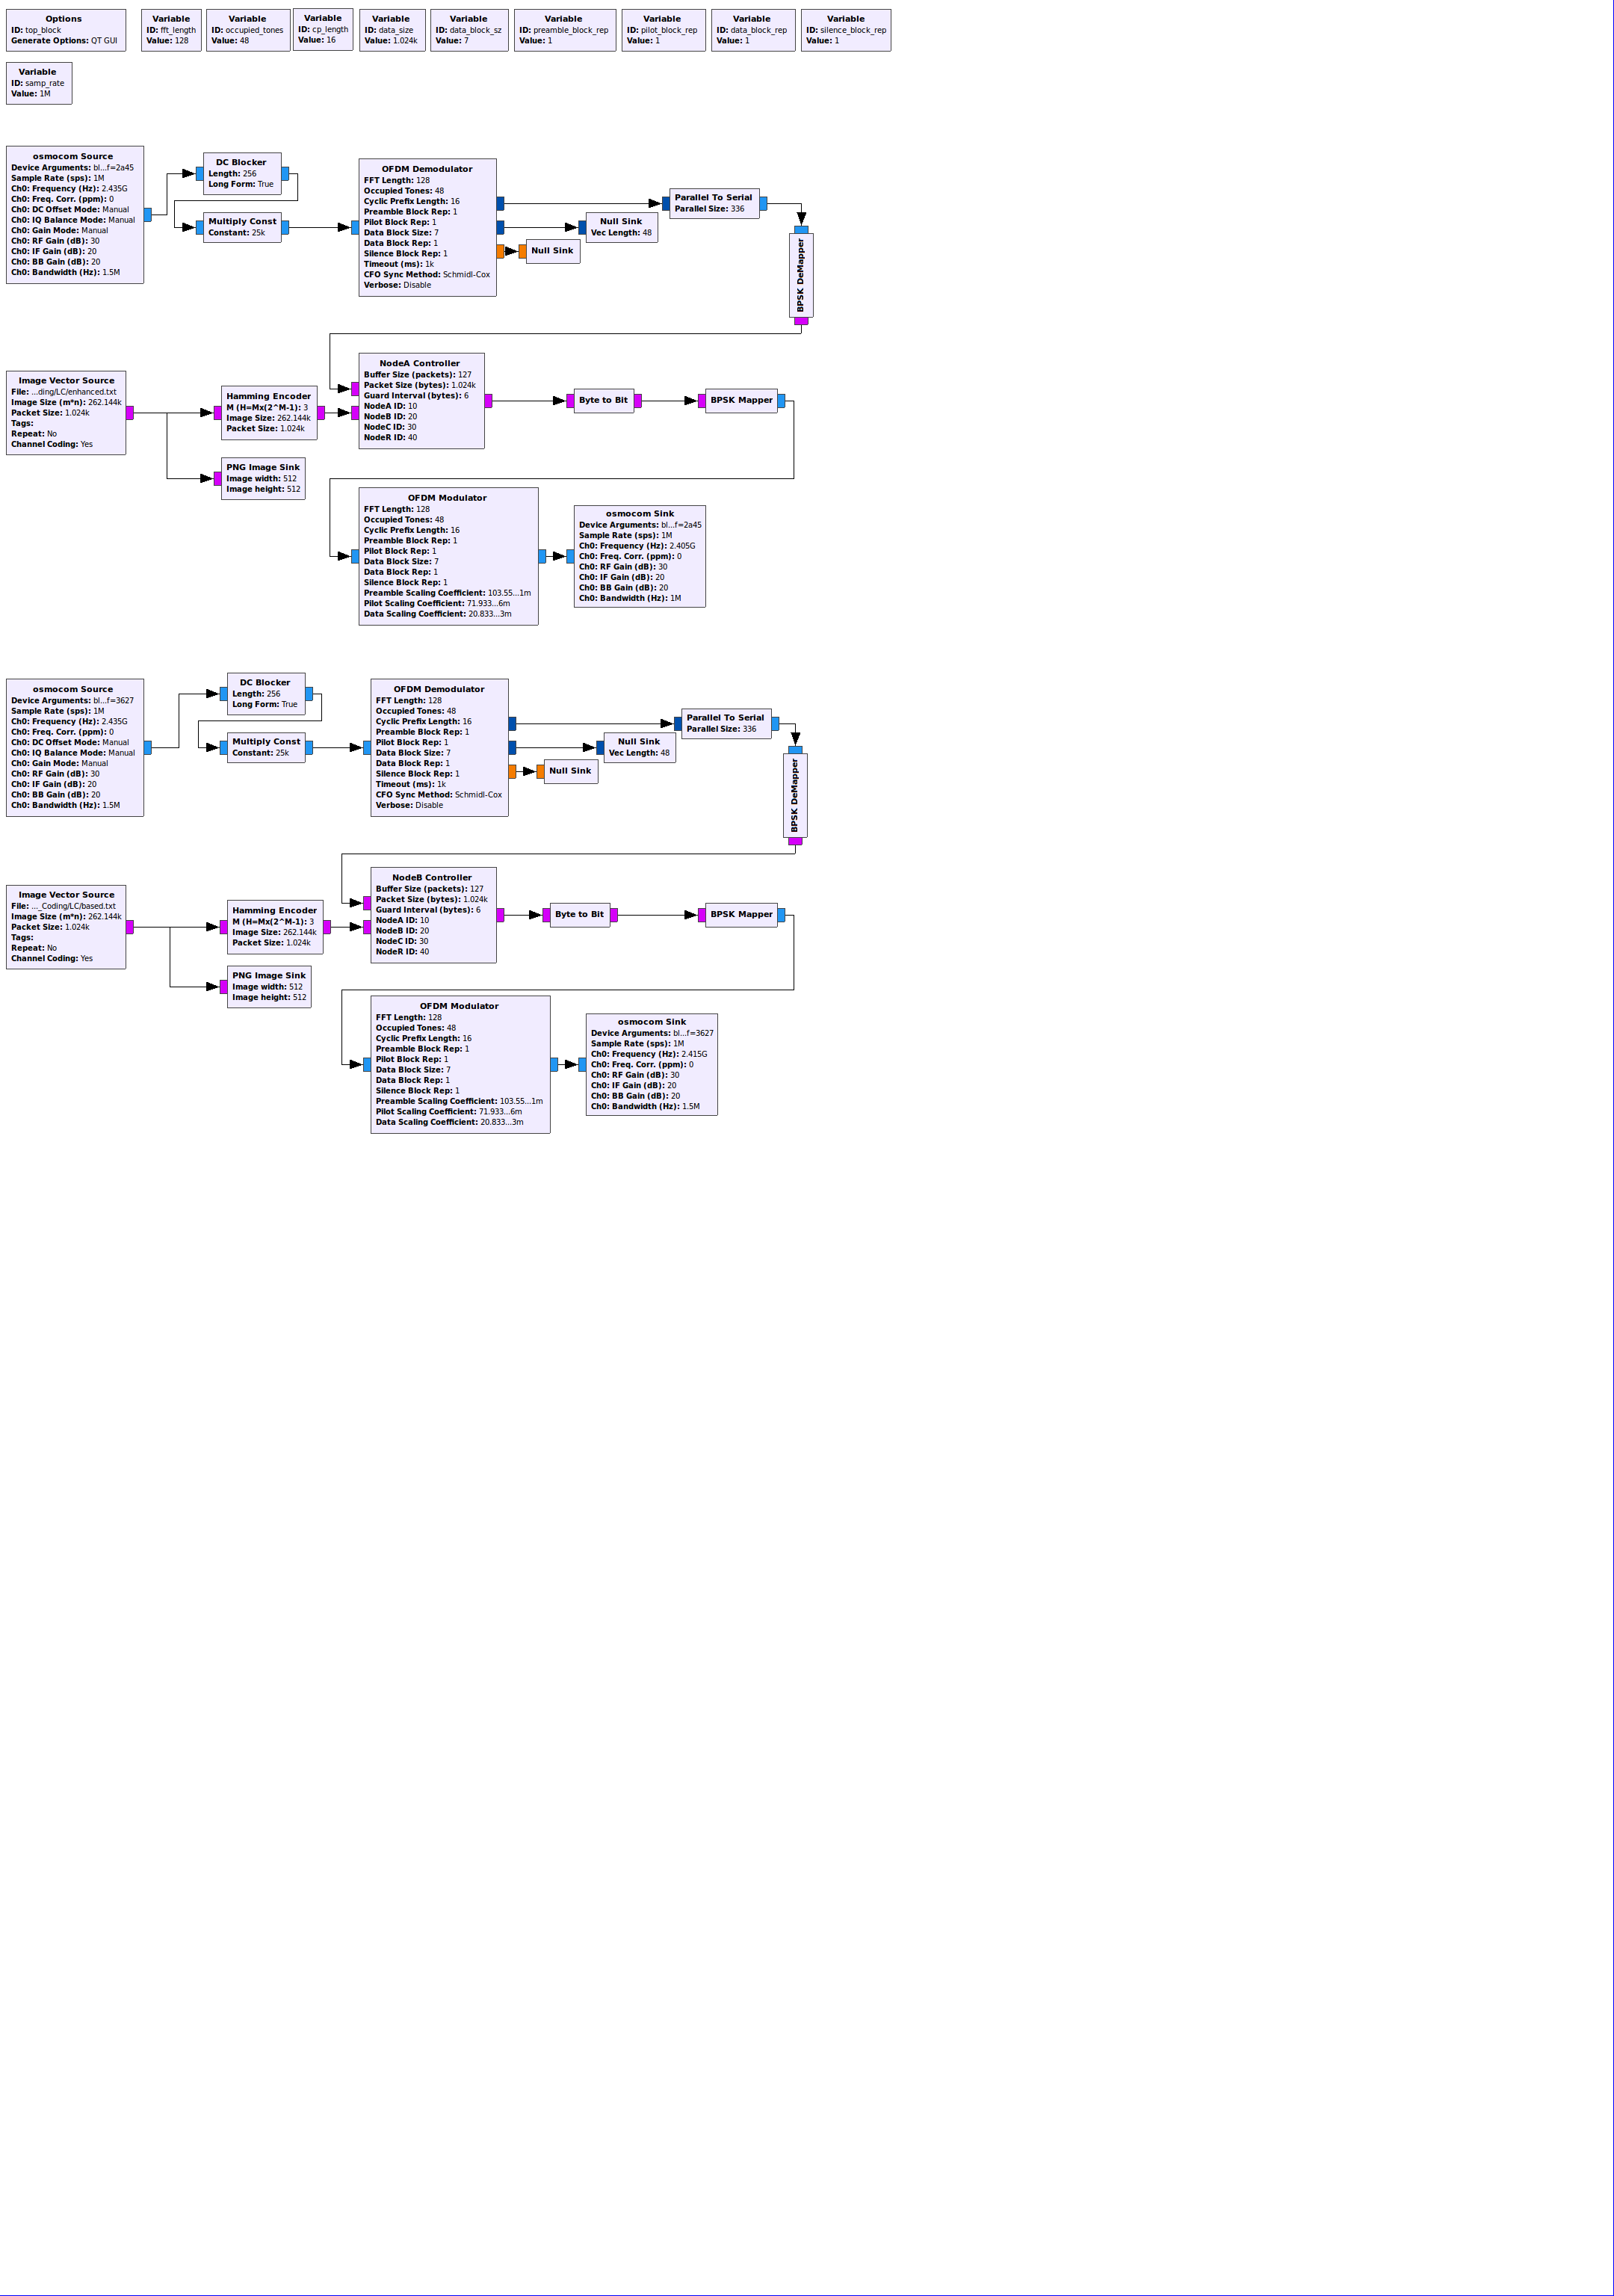 Options
ID: top_block
Generate Options: QT GUI
Variable
ID: fft_length
Value: 128
Variable
ID: occupied_tones
Value: 48
Variable
ID: cp_length
Value: 16
Variable
ID: data_size
Value: 1.024k
Variable
ID: data_block_sz
Value: 7
Variable
ID: preamble_block_rep
Value: 1
Variable
ID: pilot_block_rep
Value: 1
Variable
ID: data_block_rep
Value: 1
Variable
ID: silence_block_rep
Value: 1
Variable
ID: samp_rate
Value: 1M
osmocom Source
Device Arguments: bl...f=2a45
Sample Rate (sps): 1M
Ch0: Frequency (Hz): 2.435G
Ch0: Freq. Corr. (ppm): 0
Ch0: DC Offset Mode: Manual
Ch0: IQ Balance Mode: Manual
Ch0: Gain Mode: Manual
Ch0: RF Gain (dB): 30
Ch0: IF Gain (dB): 20
Ch0: BB Gain (dB): 20
Ch0: Bandwidth (Hz): 1.5M
DC Blocker
Length: 256
Long Form: True
Multiply Const
Constant: 25k
OFDM Demodulator
FFT Length: 128
Occupied Tones: 48
Cyclic Prefix Length: 16
Preamble Block Rep: 1
Pilot Block Rep: 1
Data Block Size: 7
Data Block Rep: 1
Silence Block Rep: 1
Timeout (ms): 1k
CFO Sync Method: Schmidl-Cox
Verbose: Disable
Parallel To Serial
Parallel Size: 336
Null Sink
Vec Length: 48
Null Sink
BPSK DeMapper
Image Vector Source
File: ...ding/LC/enhanced.txt
Image Size (m*n): 262.144k
Packet Size: 1.024k
Tags:
Repeat: No
Channel Coding: Yes
Hamming Encoder
M (H=Mx(2^M-1): 3
Image Size: 262.144k
Packet Size: 1.024k
PNG Image Sink
Image width: 512
Image height: 512
NodeA Controller
Buffer Size (packets): 127
Packet Size (bytes): 1.024k
Guard Interval (bytes): 6
NodeA ID: 10
NodeB ID: 20
NodeC ID: 30
NodeR ID: 40
Byte to Bit
BPSK Mapper
OFDM Modulator
FFT Length: 128
Occupied Tones: 48
Cyclic Prefix Length: 16
Preamble Block Rep: 1
Pilot Block Rep: 1
Data Block Size: 7
Data Block Rep: 1
Silence Block Rep: 1
Preamble Scaling Coefficient: 103.55...1m
Pilot Scaling Coefficient: 71.933...6m
Data Scaling Coefficient: 20.833...3m
osmocom Sink
Device Arguments: bl...f=2a45
Sample Rate (sps): 1M
Ch0: Frequency (Hz): 2.405G
Ch0: Freq. Corr. (ppm): 0
Ch0: RF Gain (dB): 30
Ch0: IF Gain (dB): 20
Ch0: BB Gain (dB): 20
Ch0: Bandwidth (Hz): 1M
osmocom Source
Device Arguments: bl...f=3627
Sample Rate (sps): 1M
Ch0: Frequency (Hz): 2.435G
Ch0: Freq. Corr. (ppm): 0
Ch0: DC Offset Mode: Manual
Ch0: IQ Balance Mode: Manual
Ch0: Gain Mode: Manual
Ch0: RF Gain (dB): 30
Ch0: IF Gain (dB): 20
Ch0: BB Gain (dB): 20
Ch0: Bandwidth (Hz): 1.5M
DC Blocker
Length: 256
Long Form: True
Multiply Const
Constant: 25k
OFDM Demodulator
FFT Length: 128
Occupied Tones: 48
Cyclic Prefix Length: 16
Preamble Block Rep: 1
Pilot Block Rep: 1
Data Block Size: 7
Data Block Rep: 1
Silence Block Rep: 1
Timeout (ms): 1k
CFO Sync Method: Schmidl-Cox
Verbose: Disable
Parallel To Serial
Parallel Size: 336
Null Sink
Vec Length: 48
Null Sink
BPSK DeMapper
Image Vector Source
File: ..._Coding/LC/based.txt
Image Size (m*n): 262.144k
Packet Size: 1.024k
Tags:
Repeat: No
Channel Coding: Yes
Hamming Encoder
M (H=Mx(2^M-1): 3
Image Size: 262.144k
Packet Size: 1.024k
PNG Image Sink
Image width: 512
Image height: 512
NodeB Controller
Buffer Size (packets): 127
Packet Size (bytes): 1.024k
Guard Interval (bytes): 6
NodeA ID: 10
NodeB ID: 20
NodeC ID: 30
NodeR ID: 40
Byte to Bit
BPSK Mapper
OFDM Modulator
FFT Length: 128
Occupied Tones: 48
Cyclic Prefix Length: 16
Preamble Block Rep: 1
Pilot Block Rep: 1
Data Block Size: 7
Data Block Rep: 1
Silence Block Rep: 1
Preamble Scaling Coefficient: 103.55...1m
Pilot Scaling Coefficient: 71.933...6m
Data Scaling Coefficient: 20.833...3m
osmocom Sink
Device Arguments: bl...f=3627
Sample Rate (sps): 1M
Ch0: Frequency (Hz): 2.415G
Ch0: Freq. Corr. (ppm): 0
Ch0: RF Gain (dB): 30
Ch0: IF Gain (dB): 20
Ch0: BB Gain (dB): 20
Ch0: Bandwidth (Hz): 1.5M